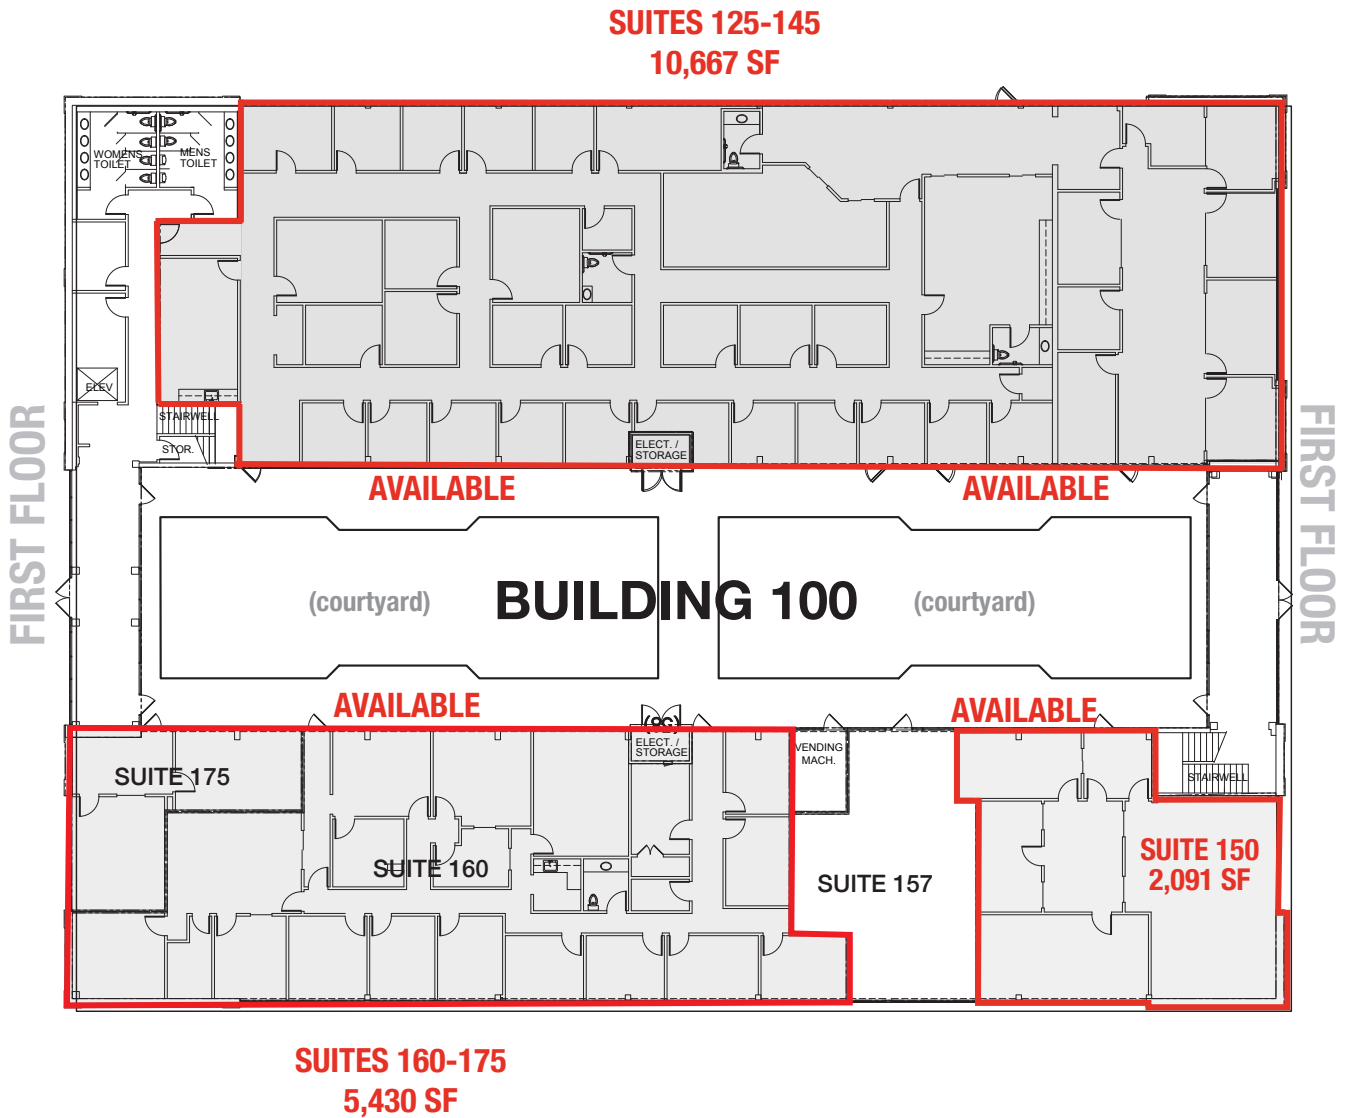 SUITES 125-145
10,667 SF
WOMENS
TOILET
MENS
TOILET
ELEV
STAIRWELL
STOR.
ELECT. /
STORAGE
FIRST FLOOR
FIRST FLOOR
AVAILABLE
AVAILABLE
(courtyard)
BUILDING 100
(courtyard)
AVAILABLE
AVAILABLE
ELECT. /
STORAGE
VENDING
MACH.
STAIRWELL
SUITE 175
SUITE 160
SUITE 157
SUITE 150
2,091 SF
SUITES 160-175
5,430 SF